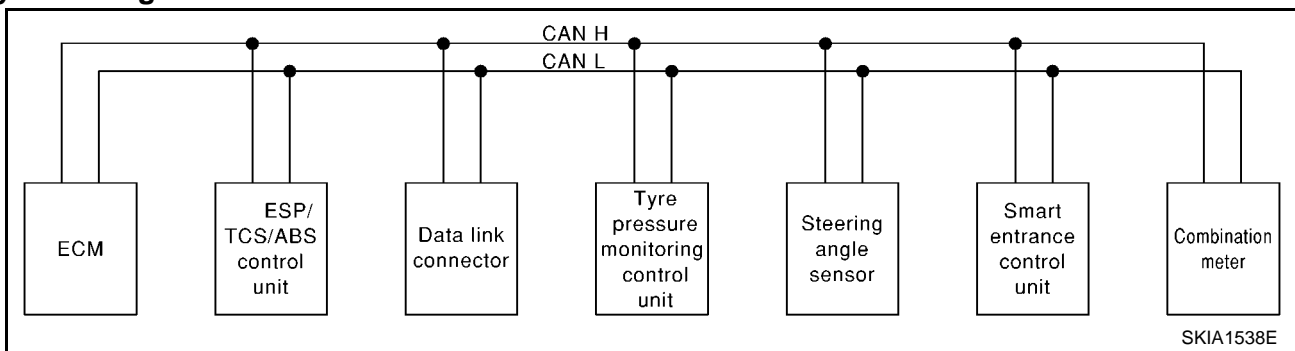 CAN H
CAN L
ECM
ESP/
TCS/ABS
control
unit
Data link
connector
Tyre
pressure
monitoring
control
unit
Steering
angle
sensor
Smart
entrance
control
unit
Combination
meter
SKIA1538E